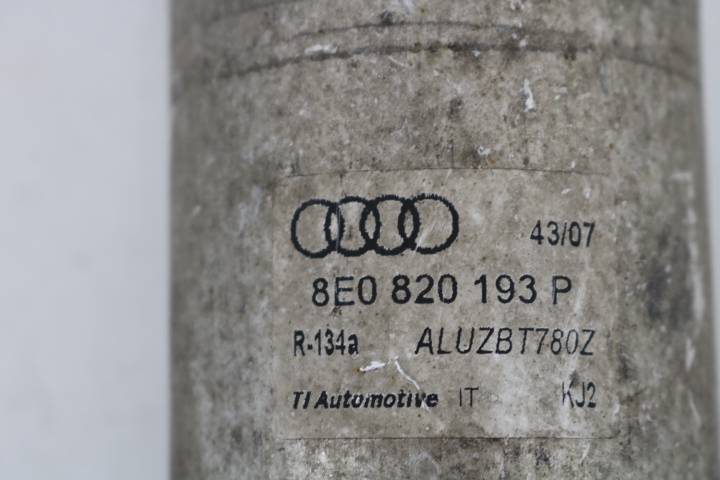 43/07
8E0 820 193 P
R-134a ALUZBT780Z
TI Automotive IT KJ2